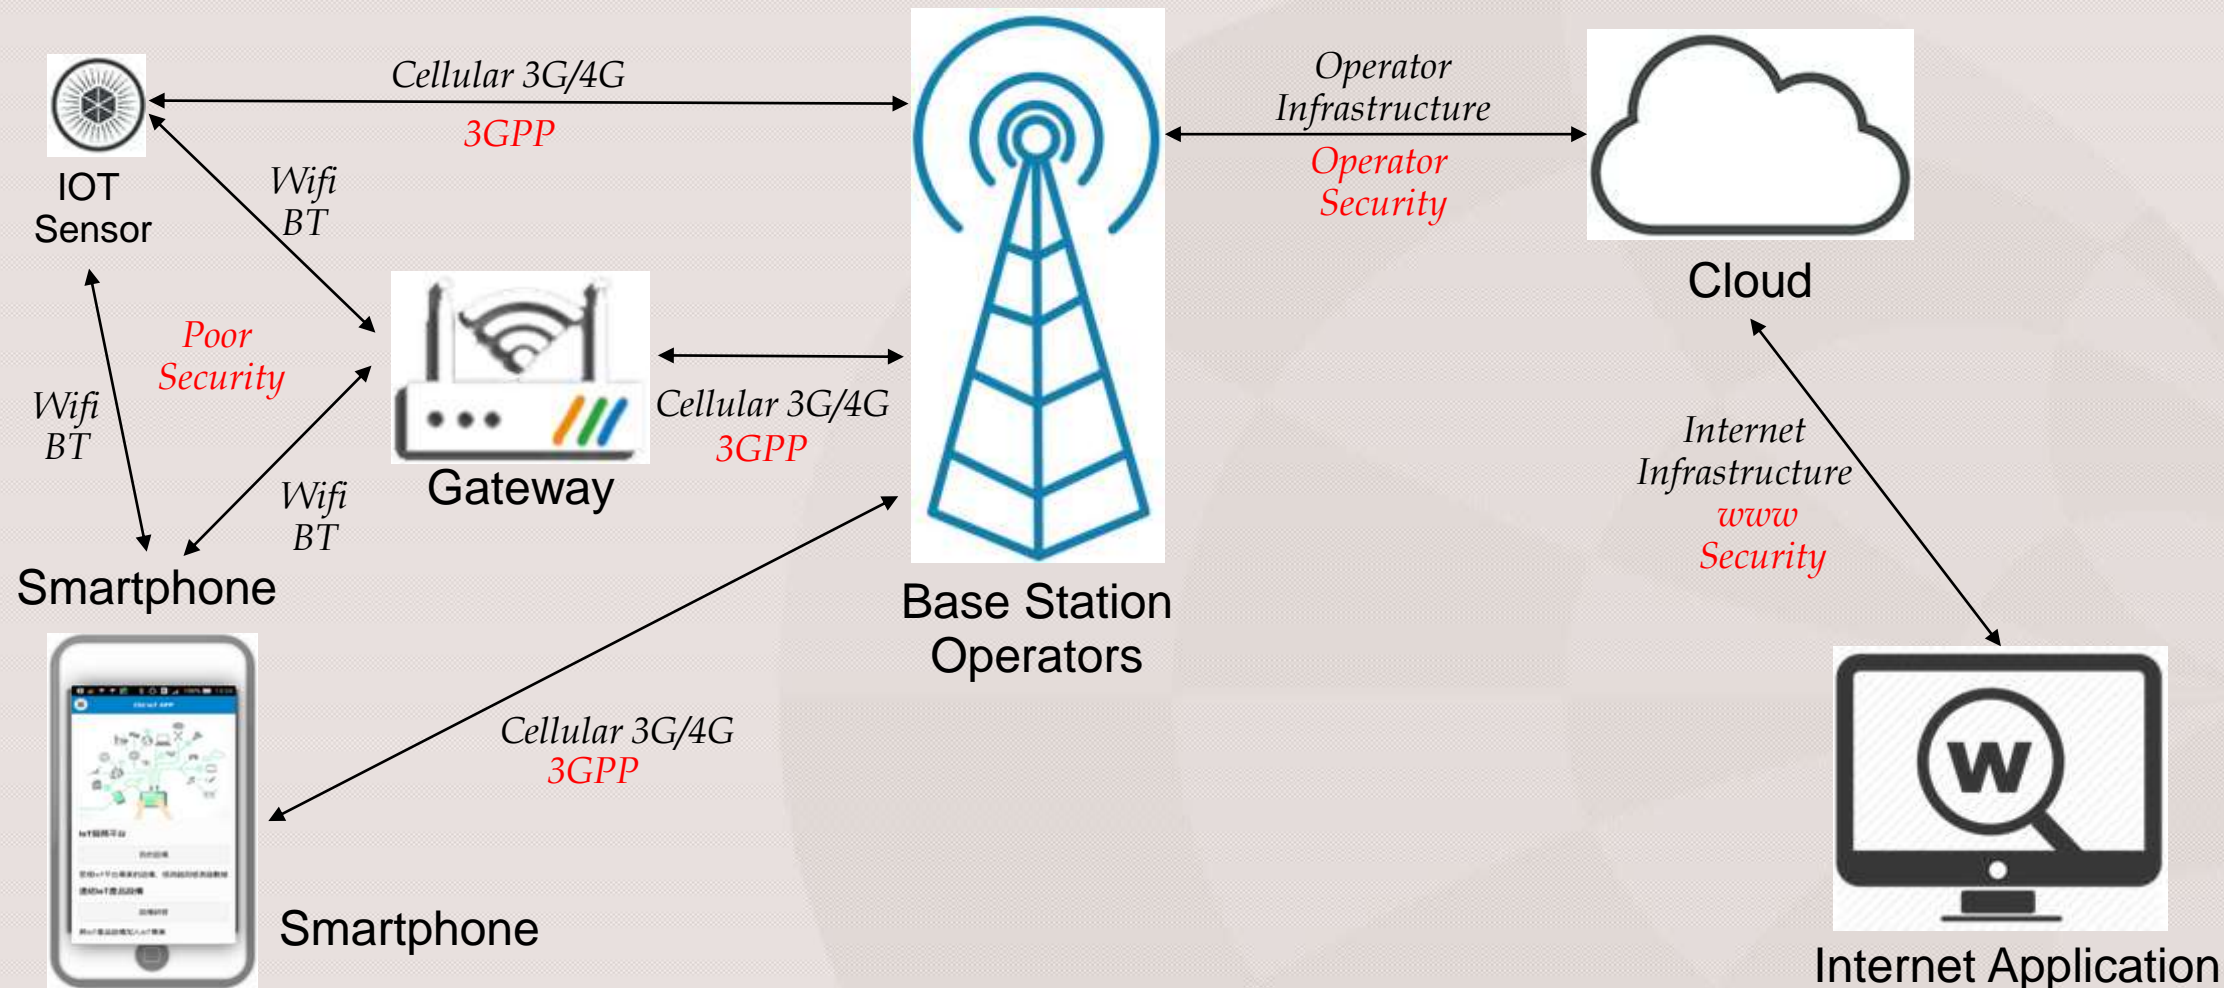 Cellular 3G/4G
3GPP
IOT
Sensor
Wifi
BT
Operator
Infrastructure
Operator
Security
Cloud
Poor
Security
Wifi
BT
Wifi
BT
Gateway
Cellular 3G/4G
3GPP
Internet
Infrastructure
www
Security
Smartphone
Base Station
Operators
Cellular 3G/4G
3GPP
Smartphone
W
Internet Application